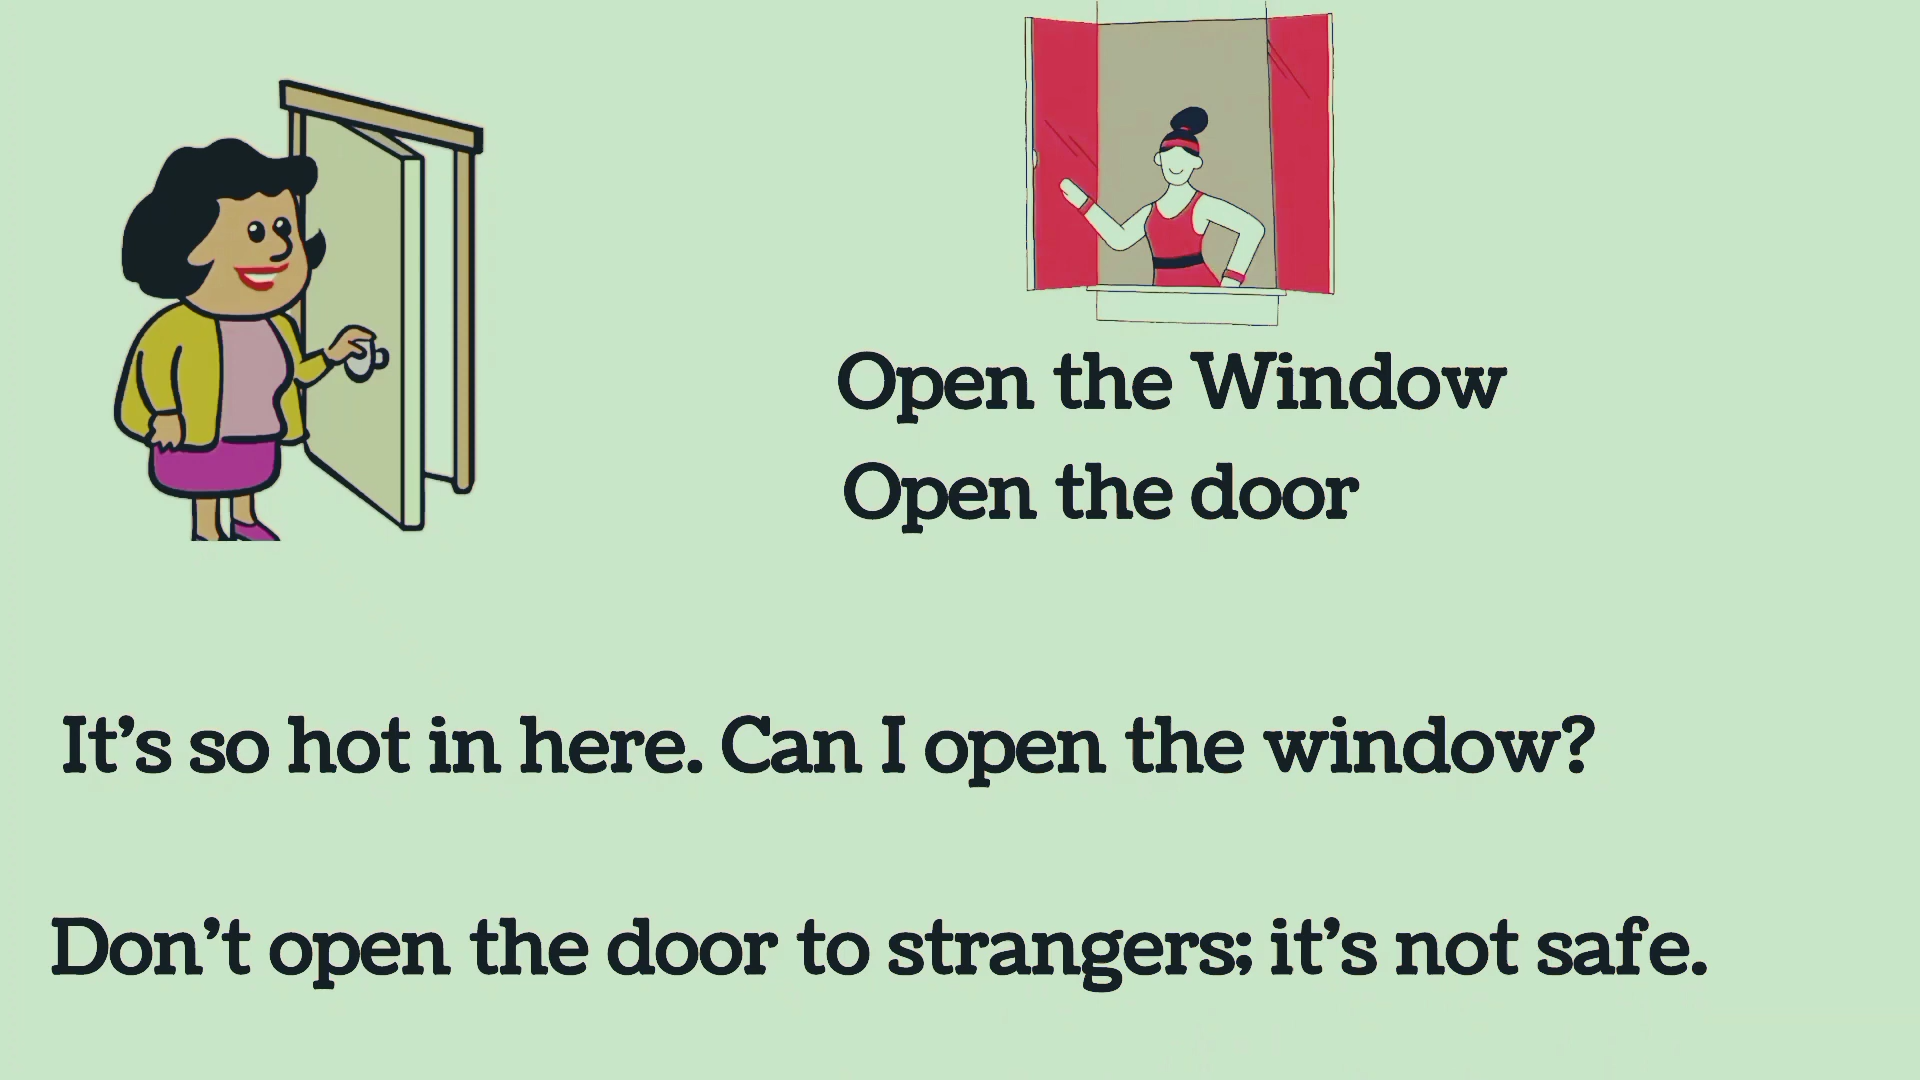 Open the Window
Open the door
It's so hot in here. Can I open the window?
Don't open the door to strangers; it's not safe.